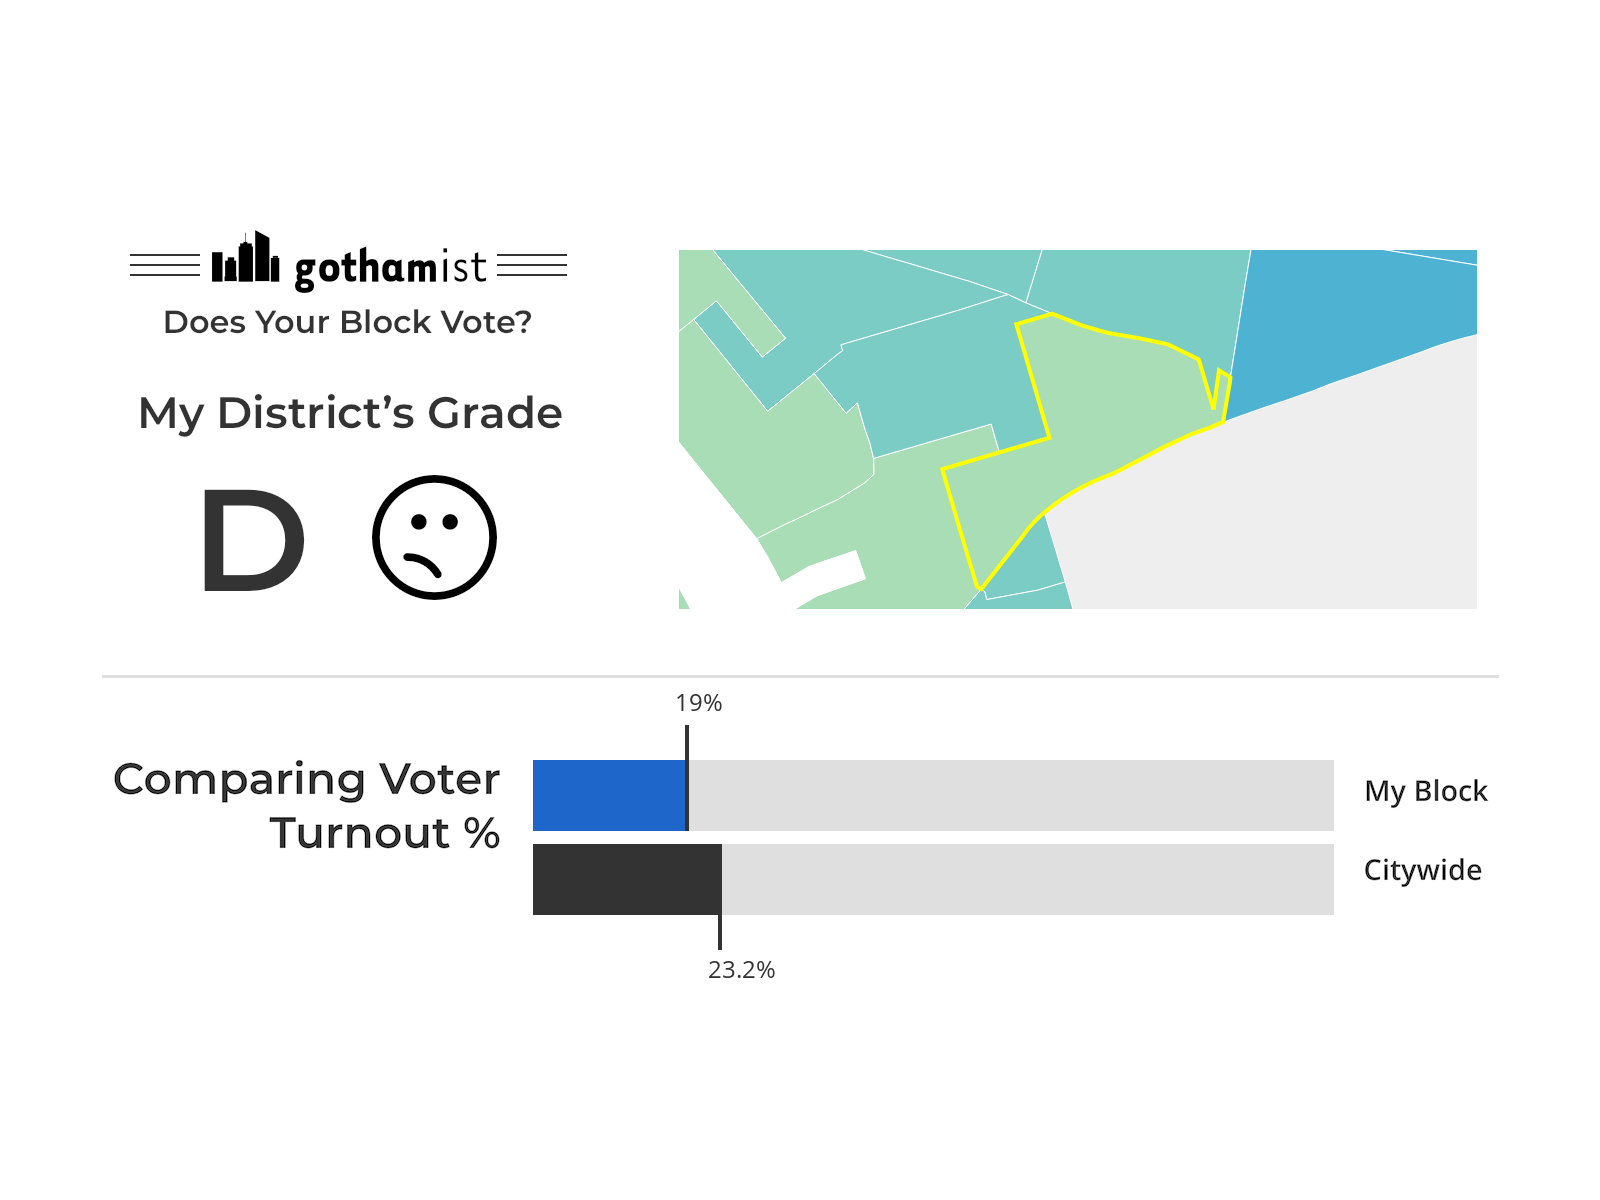 gothamist
Does Your Block Vote?
My District's Grade
D
19%
Comparing Voter
Turnout %
My Block
Citywide
23.2%